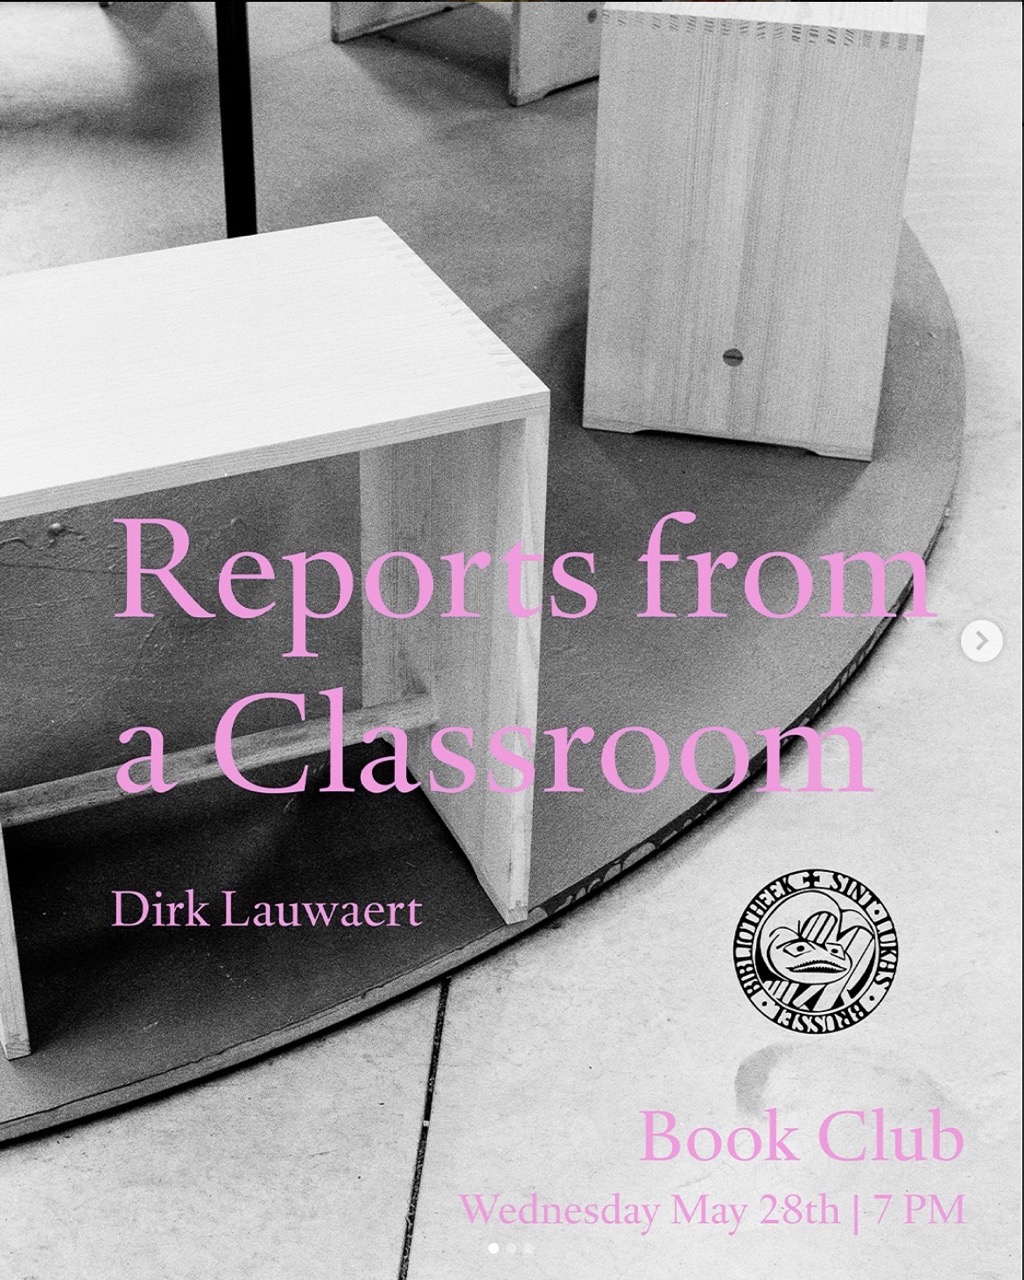 Reports from
a Classroom
Dirk Lauwaert
BIBLIOTHEEK SINT·LUKAS·BRUSSEL·
Book Club
Wednesday May 28th | 7 PM